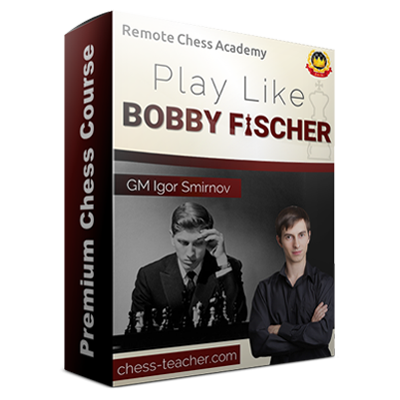 Premium Chess Course
Remote Chess Academy
Play Like
BOBBY FISCHER
GM Igor Smirnov
chess-teacher.com